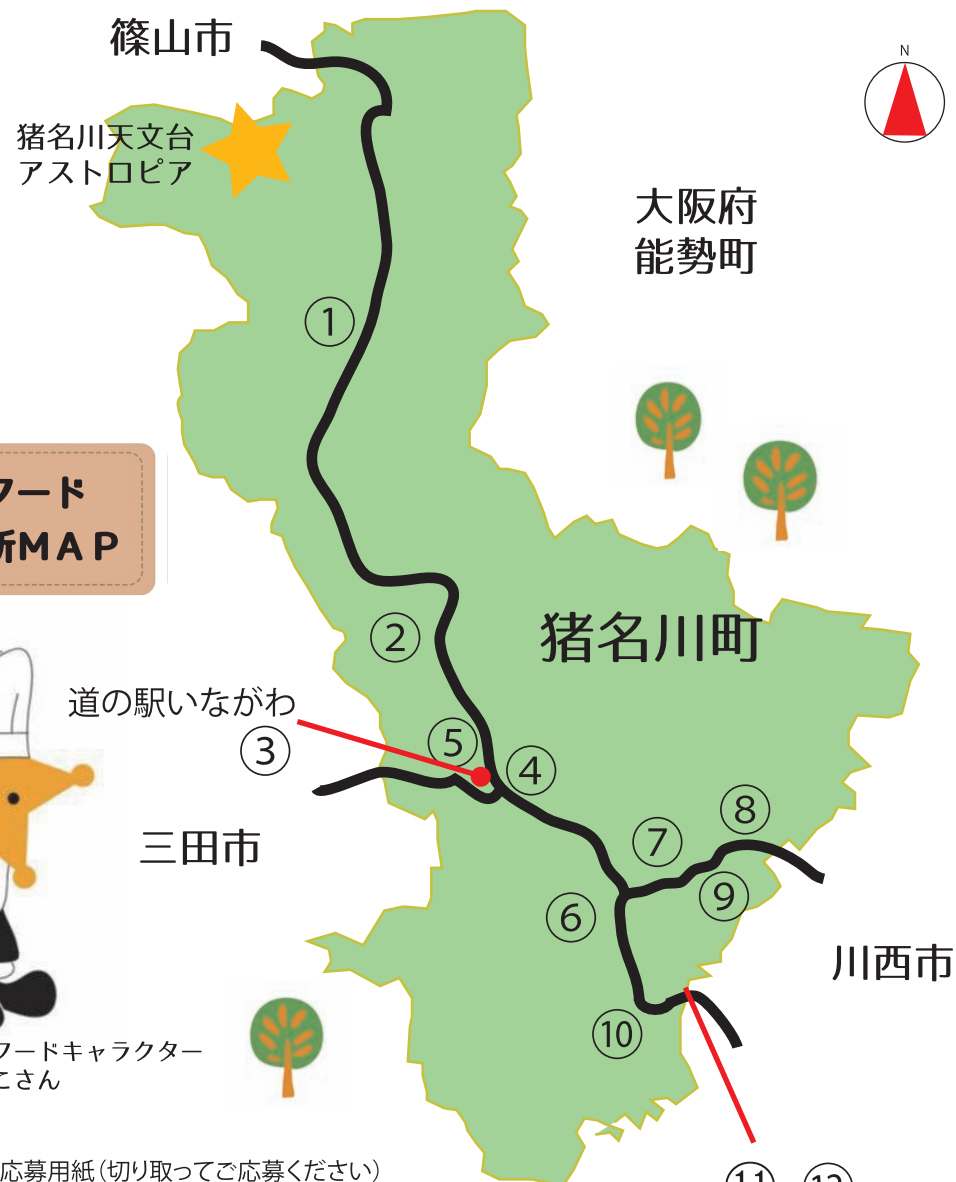 篠山市
N
猪名川天文台
アストロピア
大阪府
能勢町
①
フード
所MAP
②
猪名川町
道の駅いながわ
③
⑤
④
三田市
⑧
⑦
⑨
⑥
川西市
⑩
フードキャラクター
こさん
応募用紙(切り取ってご応募ください)
⑪
⑫